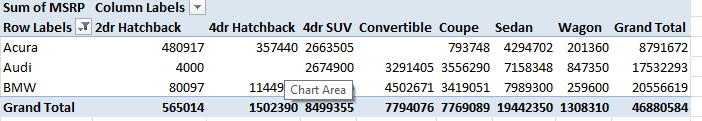 Sum of MSRP Column Labels
Row Labels 2dr Hatchback 4dr Hatchback 4dr SUV Convertible Coupe Sedan Wagon Grand Total
Acura 480917 357440 2663505 793748 4294702 201360 8791672
Audi 4000 2674900 3291405 3556290 7158348 847350 17532293
BMW 80097 11449 4502671 3419051 7989300 259600 20556619
Chart Area
Grand Total 565014 1502390 8499355 7794076 7769089 19442350 1308310 46880584